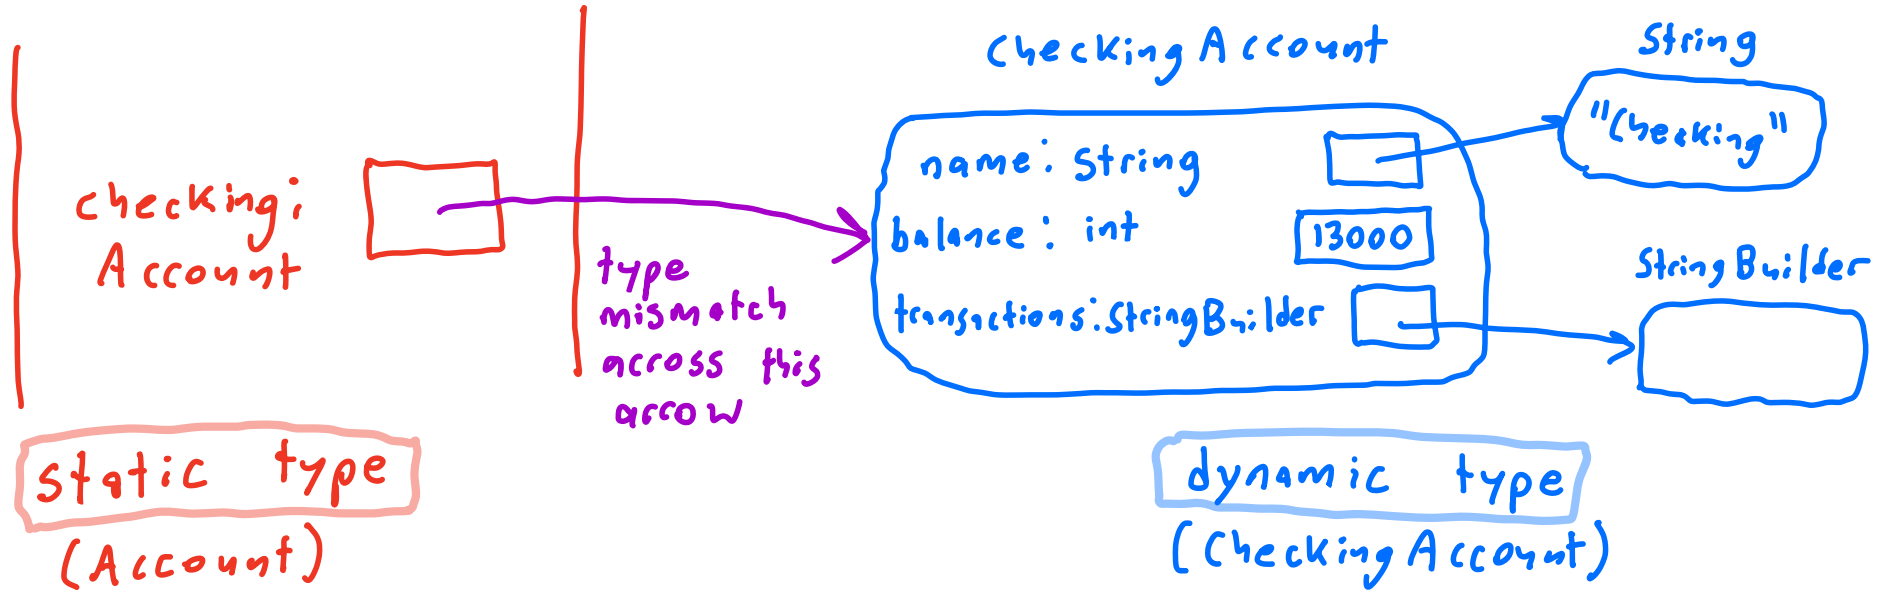 checking:
Account
type
mismatch
across this
arrow
static type
(Account)
CheckingAccount
name: String
balance: int
13000
transactions: StringBuilder
String
"Checking"
StringBuilder
dynamic type
(CheckingAccount)